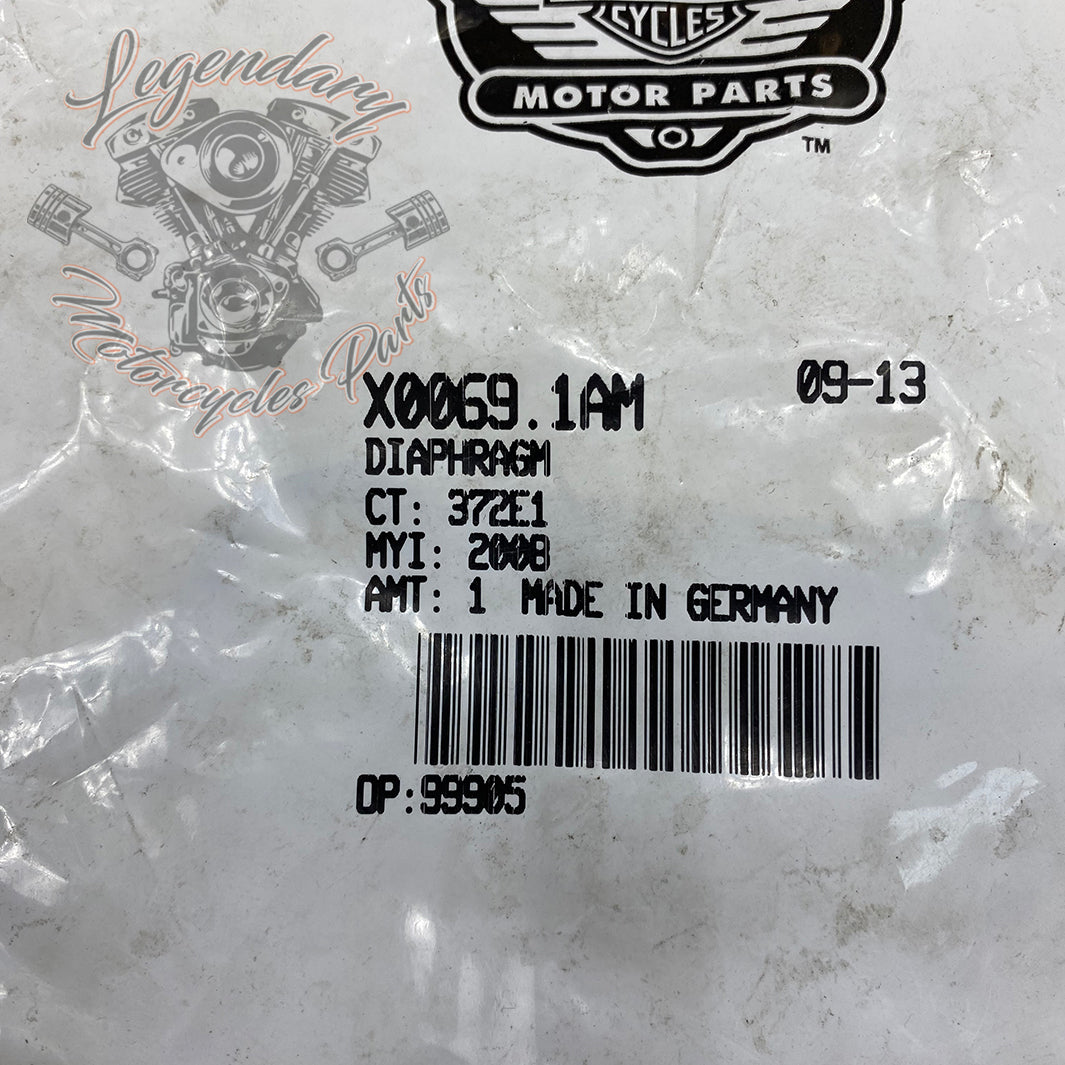 CYCLES
MOTOR PARTS
TM
Legendary
Motorcycles Parts
X0069.1AM 09-13
DIAPHRAGM
CT: 372E1
MYI: 2008
AMT: 1 MADE IN GERMANY
OP:99905